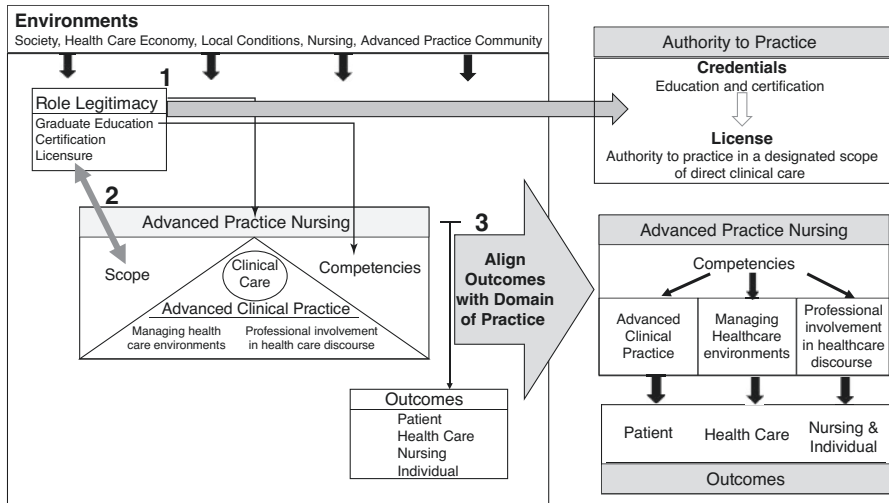 Environments
Society, Health Care Economy, Local Conditions, Nursing, Advanced Practice Community
1
Role Legitimacy
Graduate Education
Certification
Licensure
2
Advanced Practice Nursing
Scope
Clinical
Care
Competencies
Advanced Clinical Practice
Managing health
care environments
Professional involvement
in health care discourse
3
Align
Outcomes
with Domain
of Practice
Outcomes
Patient
Health Care
Nursing
Individual
Authority to Practice
Credentials
Education and certification
License
Authority to practice in a designated scope
of direct clinical care
Advanced Practice Nursing
Competencies
Advanced
Clinical
Practice
Managing
Healthcare
environments
Professional
involvement
in healthcare
discourse
Patient
Health Care
Nursing &
Individual
Outcomes